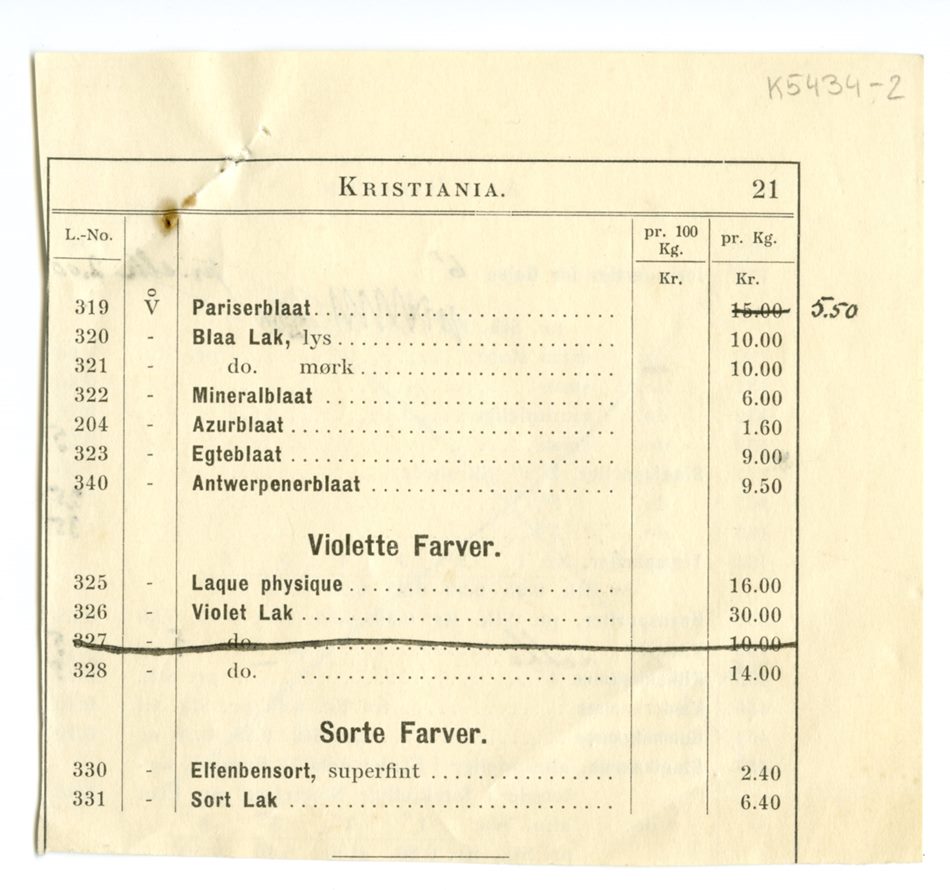 K5434-2
KRISTIANIA. 21
L.-No. pr. 100 Kg. pr. Kg.
Kr. Kr.
319 V̊ Pariserblaat 15.00 5.50
320 - Blaa Lak, lys 10.00
321 - do. mørk 10.00
322 - Mineralblaat 6.00
204 - Azurblaat 1.60
323 - Egteblaat 9.00
340 - Antwerpenerblaat 9.50
Violette Farver.
325 - Laque physique 16.00
326 - Violet Lak 30.00
327 - do. 10.00
328 - do. 14.00
Sorte Farver.
330 - Elfenbensort, superfint 2.40
331 - Sort Lak 6.40